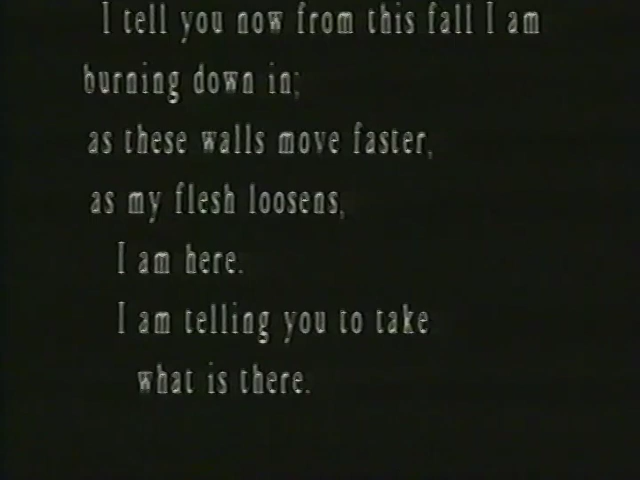 I tell you now from this fall I am
burning down in;
as these walls move faster,
as my flesh loosens,
I am here.
I am telling you to take
what is there.